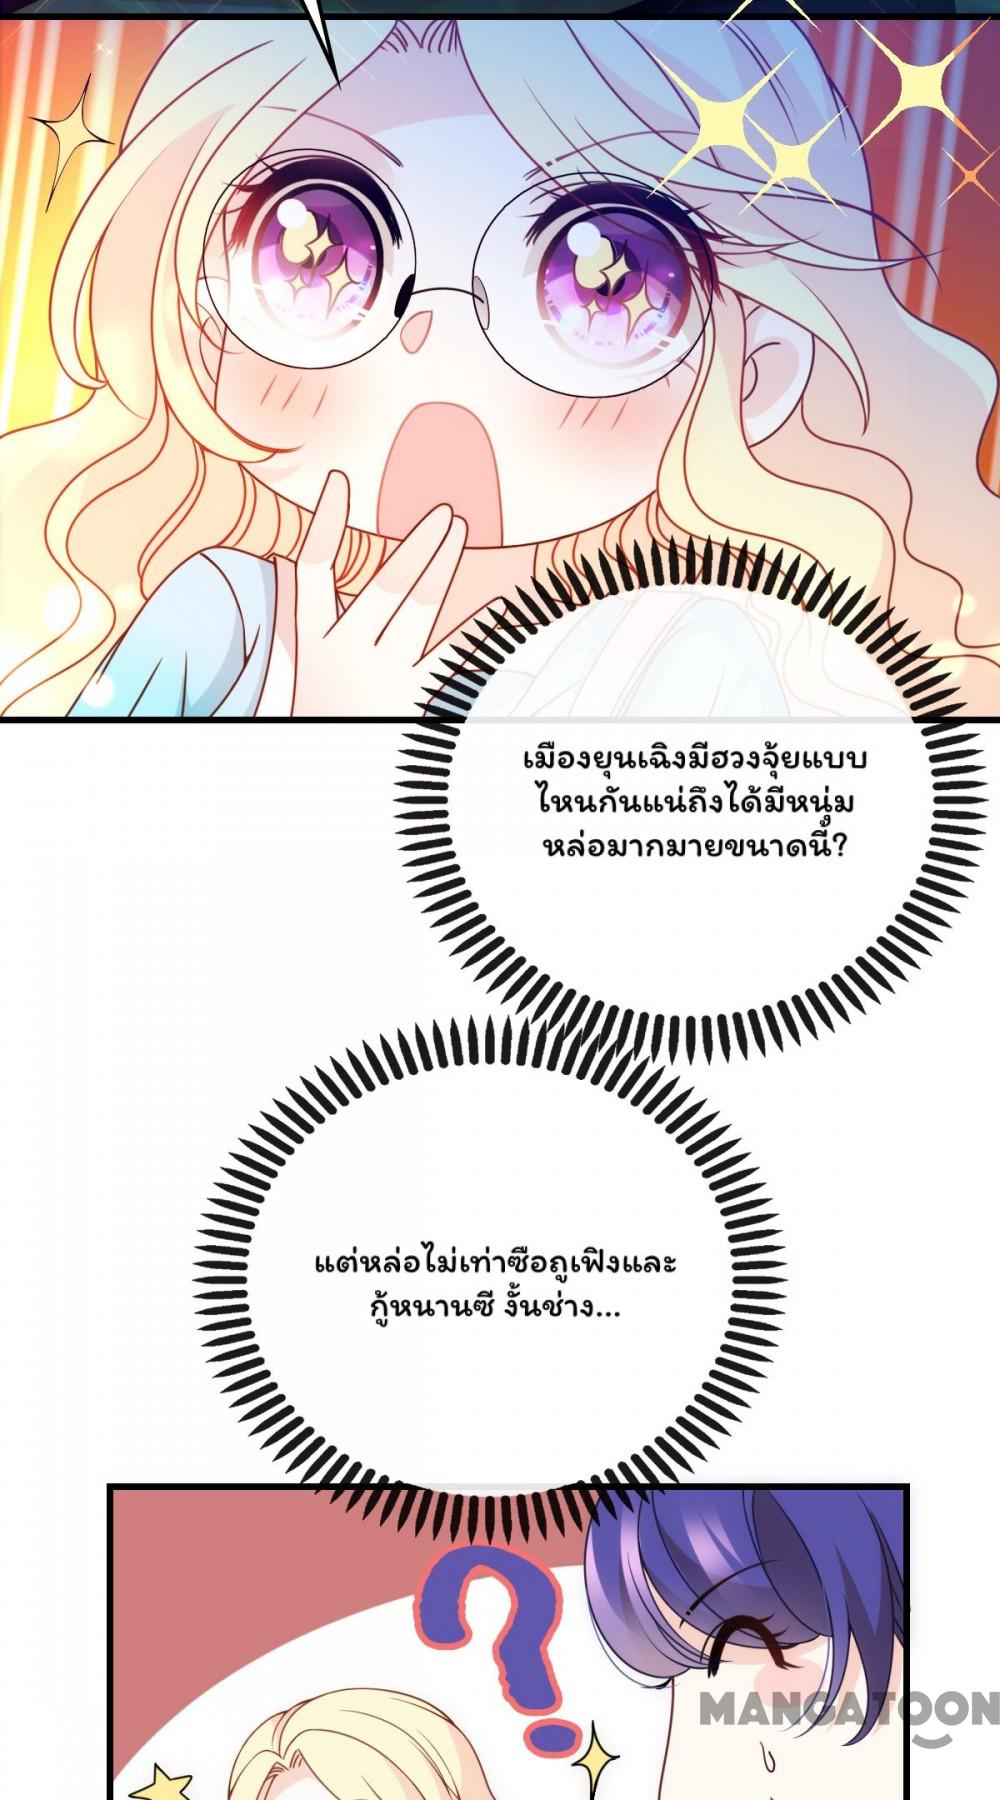 เมืองยุนเฉิงมีฮวงจุ้ยแบบ
ไหนกันแน่ถึงได้มีหนุ่ม
หล่อมากมายขนาดนี้?
แต่หล่อไม่เท่าซือถูเฟิงและ
กู้หนานซี งั้นช่าง...
?
MANGATOON